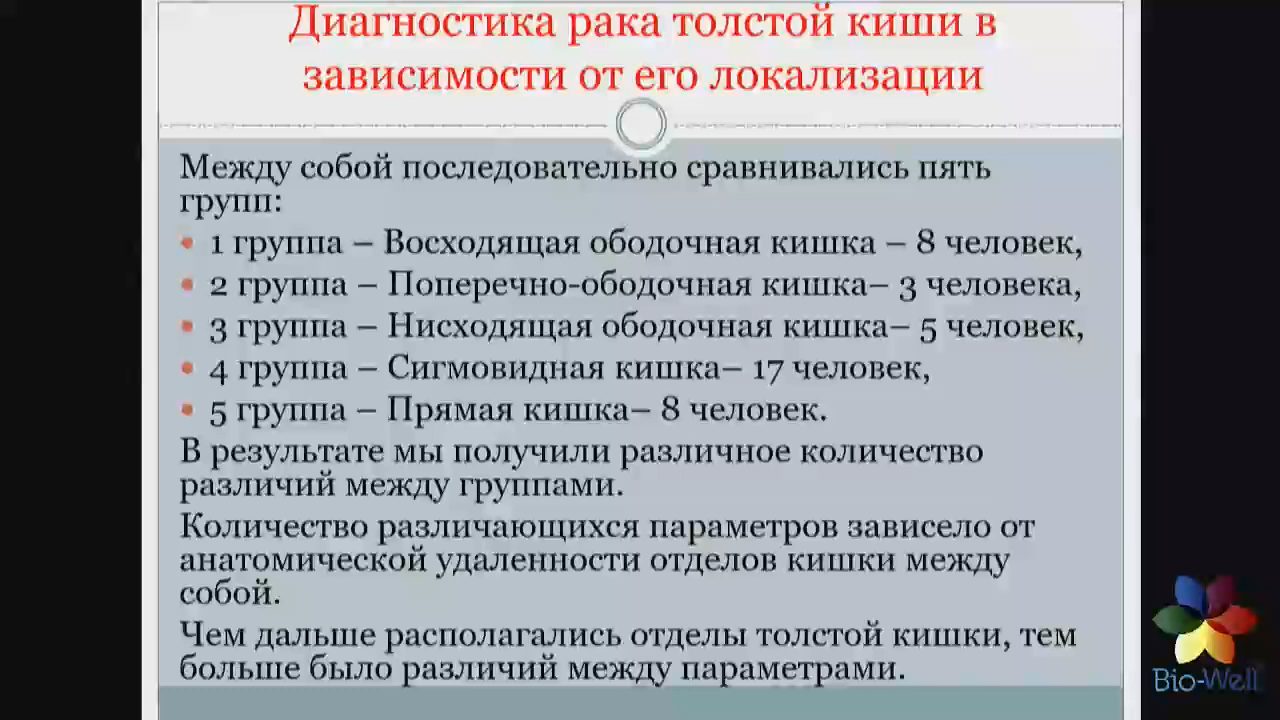 Диагностика рака толстой киши в
зависимости от его локализации
Между собой последовательно сравнивались пять
групп:
• 1 группа – Восходящая ободочная кишка – 8 человек,
• 2 группа – Поперечно-ободочная кишка– 3 человека,
• 3 группа – Нисходящая ободочная кишка– 5 человек,
• 4 группа – Сигмовидная кишка– 17 человек,
• 5 группа – Прямая кишка– 8 человек.
В результате мы получили различное количество
различий между группами.
Количество различающихся параметров зависело от
анатомической удаленности отделов кишки между
собой.
Чем дальше располагались отделы толстой кишки, тем
больше было различий между параметрами.
Bio-Well